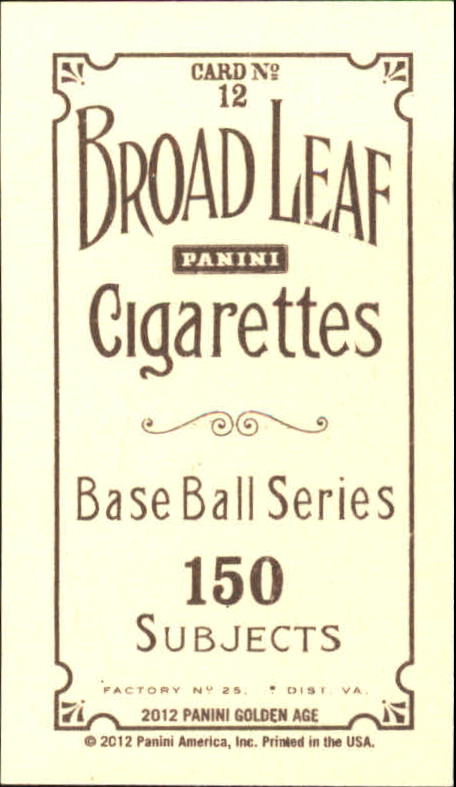 CARD Nº
12
BROAD LEAF
PANINI
Cigarettes
Base Ball Series
150
SUBJECTS
FACTORY Nº 25. DIST. VA.
2012 PANINI GOLDEN AGE
© 2012 Panini America, Inc. Printed in the USA.